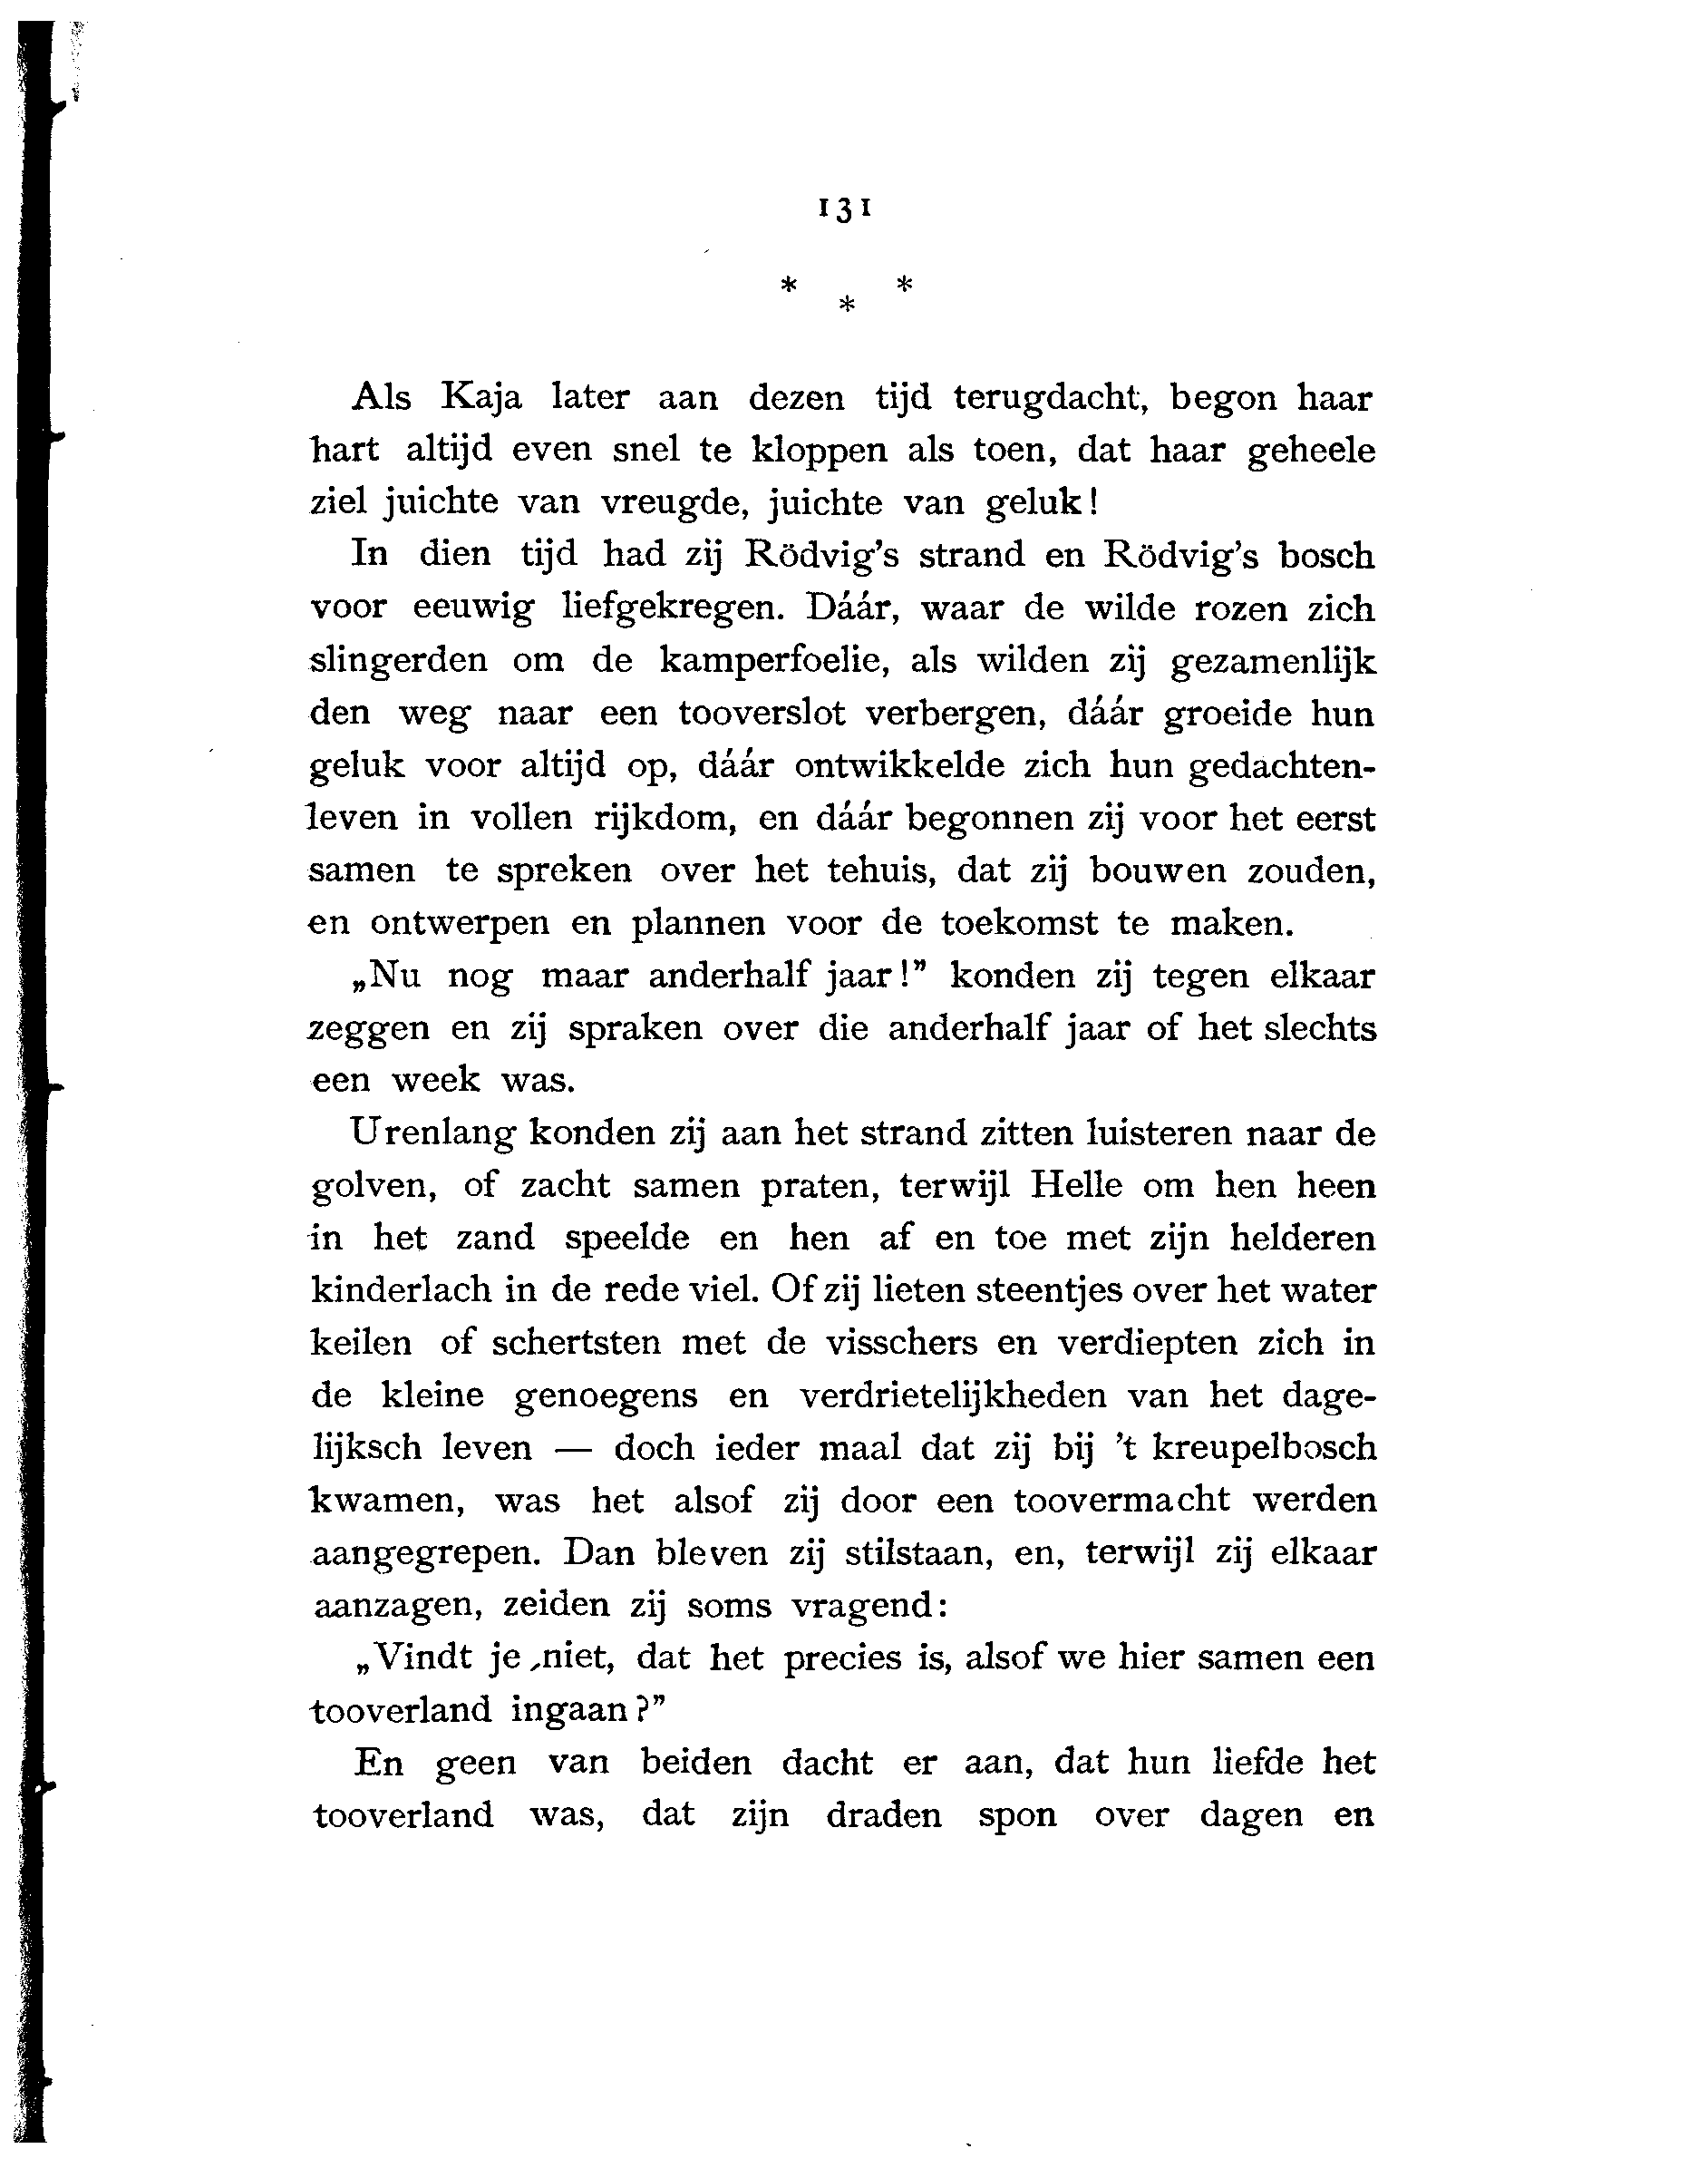 131
* * *
Als Kaja later aan dezen tijd terugdacht, begon haar
hart altijd even snel te kloppen als toen, dat haar geheele
ziel juichte van vreugde, juichte van geluk!
In dien tijd had zij Rödvig's strand en Rödvig's bosch
voor eeuwig liefgekregen. Dáár, waar de wilde rozen zich
slingerden om de kamperfoelie, als wilden zij gezamenlijk
den weg naar een tooverslot verbergen, dáár groeide hun
geluk voor altijd op, dáár ontwikkelde zich hun gedachten-
leven in vollen rijkdom, en dáár begonnen zij voor het eerst
samen te spreken over het tehuis, dat zij bouwen zouden,
en ontwerpen en plannen voor de toekomst te maken.
„Nu nog maar anderhalf jaar!” konden zij tegen elkaar
zeggen en zij spraken over die anderhalf jaar of het slechts
een week was.
Urenlang konden zij aan het strand zitten luisteren naar de
golven, of zacht samen praten, terwijl Helle om hen heen
in het zand speelde en hen af en toe met zijn helderen
kinderlach in de rede viel. Of zij lieten steentjes over het water
keilen of schertsten met de visschers en verdiepten zich in
de kleine genoegens en verdrietelijkheden van het dage-
lijksch leven — doch ieder maal dat zij bij 't kreupelbosch
kwamen, was het alsof zij door een toovermacht werden
aangegrepen. Dan bleven zij stilstaan, en, terwijl zij elkaar
aanzagen, zeiden zij soms vragend:
„Vindt je niet, dat het precies is, alsof we hier samen een
tooverland ingaan?”
En geen van beiden dacht er aan, dat hun liefde het
tooverland was, dat zijn draden spon over dagen en